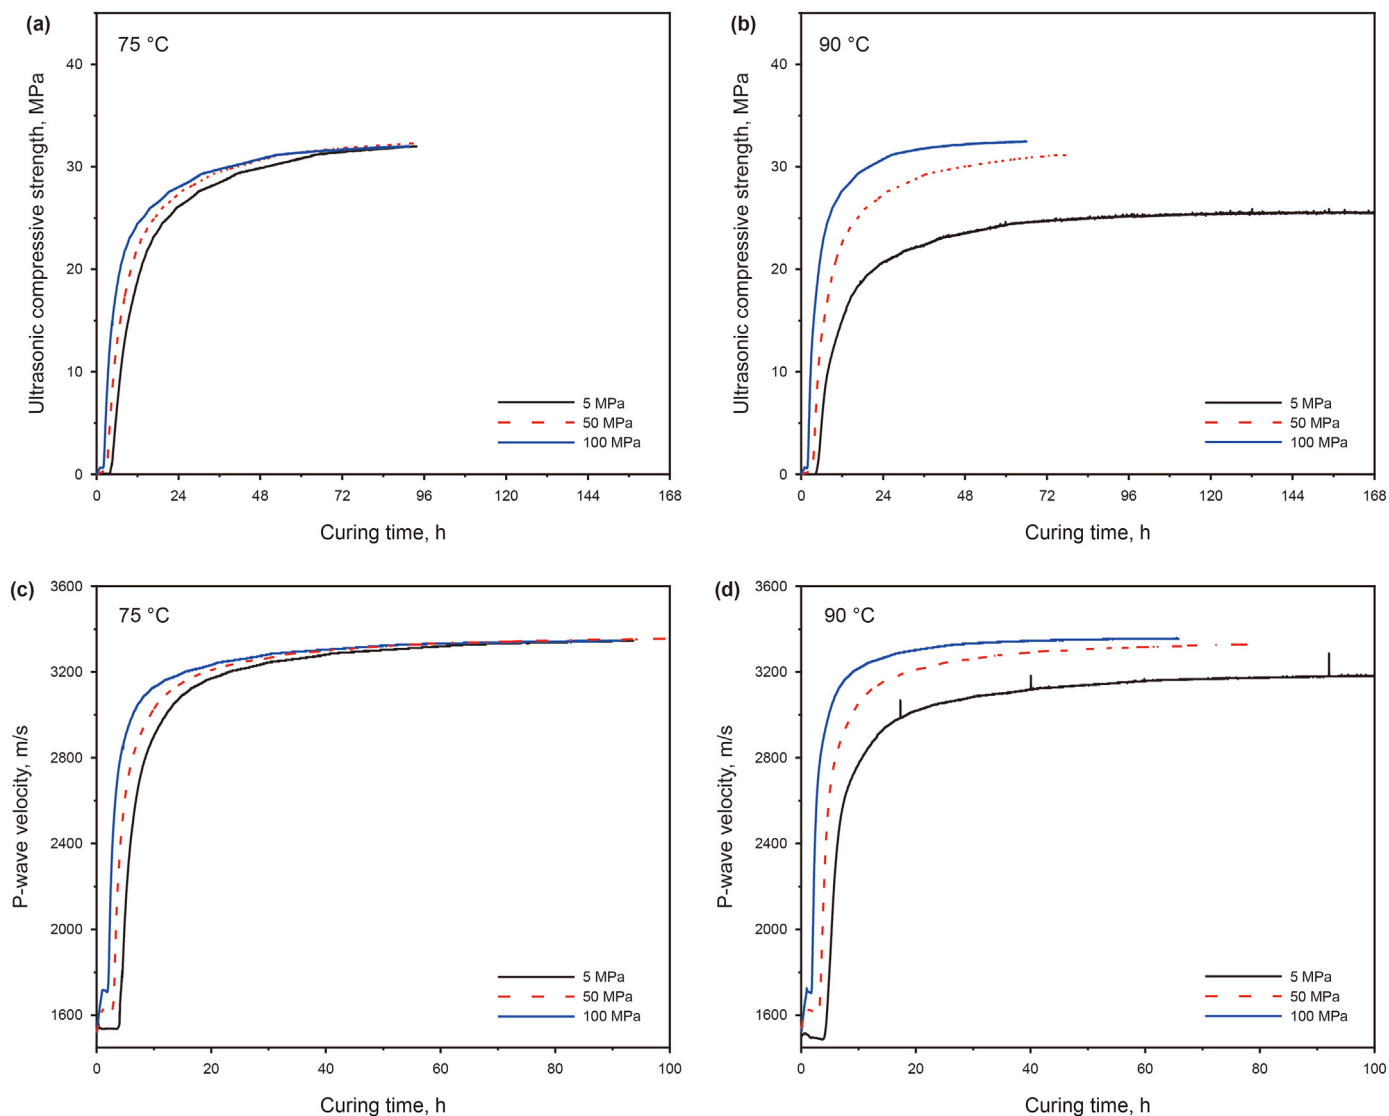 (a)
75 °C
Ultrasonic compressive strength, MPa
40
30
20
10
0
0 24 48 72 96 120 144 168
Curing time, h
5 MPa
50 MPa
100 MPa
(b)
90 °C
Ultrasonic compressive strength, MPa
40
30
20
10
0
0 24 48 72 96 120 144 168
Curing time, h
5 MPa
50 MPa
100 MPa
(c)
75 °C
P-wave velocity, m/s
3600
3200
2800
2400
2000
1600
0 20 40 60 80 100
Curing time, h
5 MPa
50 MPa
100 MPa
(d)
90 °C
P-wave velocity, m/s
3600
3200
2800
2400
2000
1600
0 20 40 60 80 100
Curing time, h
5 MPa
50 MPa
100 MPa